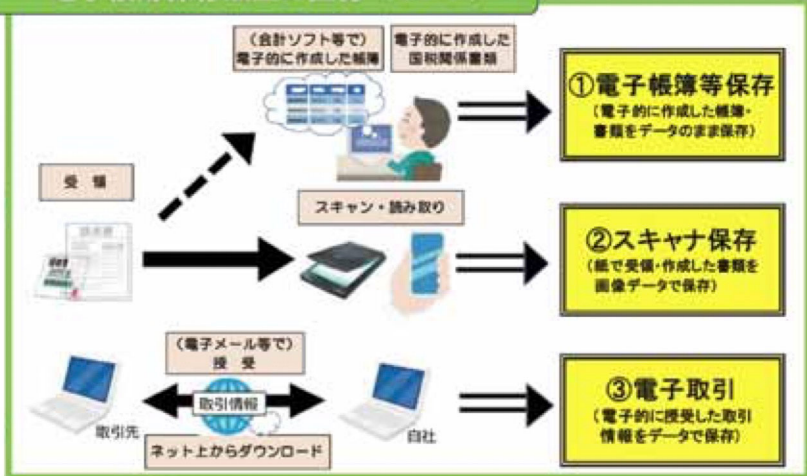 (会計ソフト等で)
電子的に作成した帳簿
電子的に作成した
国税関係書類
①電子帳簿等保存
(電子的に作成した帳簿・
書類をデータのまま保存)
受 領
請求書
スキャン・読み取り
②スキャナ保存
(紙で受領・作成した書類を
画像データで保存)
(電子メール等で)
授 受
取引情報
取引先
自社
ネット上からダウンロード
③電子取引
(電子的に授受した取引
情報をデータで保存)